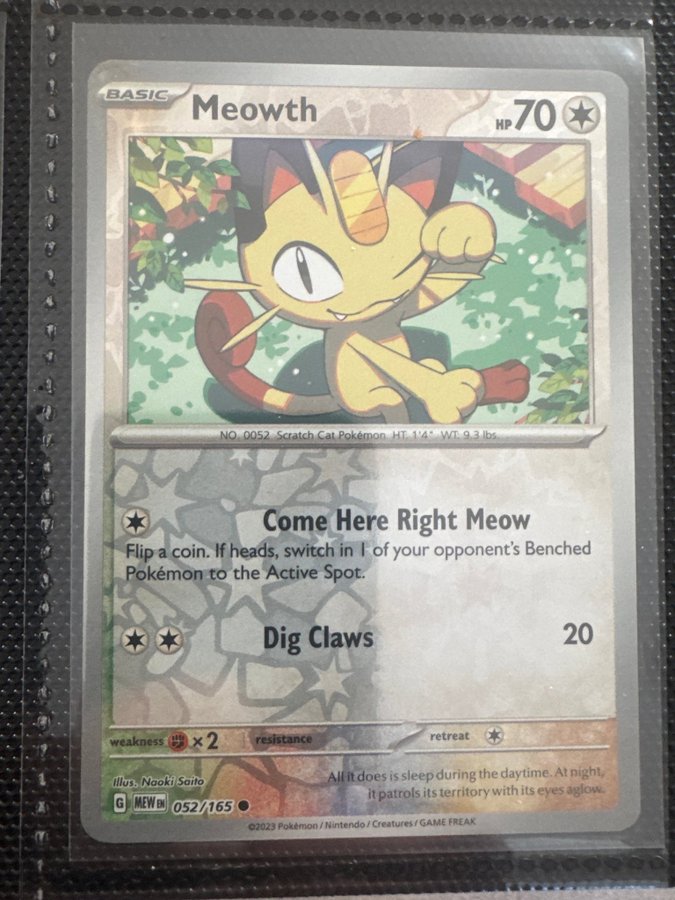 BASIC Meowth HP 70
NO. 0052 Scratch Cat Pokémon HT: 1'4" WT: 9.3 lbs.
Come Here Right Meow
Flip a coin. If heads, switch in 1 of your opponent's Benched
Pokémon to the Active Spot.
Dig Claws 20
weakness ×2 resistance retreat
Illus. Naoki Saito
All it does is sleep during the daytime. At night,
it patrols its territory with its eyes aglow.
G MEW EN 052/165
©2023 Pokémon / Nintendo / Creatures / GAME FREAK